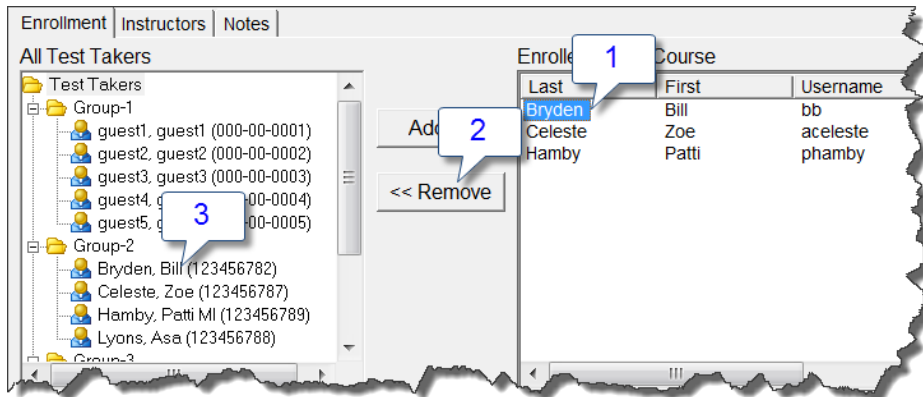 Enrollment Instructors Notes
All Test Takers
Test Takers
Group-1
guest1, guest1 (000-00-0001)
guest2, guest2 (000-00-0002)
guest3, guest3 (000-00-0003)
guest4, g 00-0004)
guest5, g 00-0005)
Group-2
Bryden, Bill (123456782)
Celeste, Zoe (123456787)
Hamby, Patti MI (123456789)
Lyons, Asa (123456788)
Group-3
3
Add
2
<< Remove
Enrolle Course
1
Last First Username
Bryden Bill bb
Celeste Zoe aceleste
Hamby Patti phamby